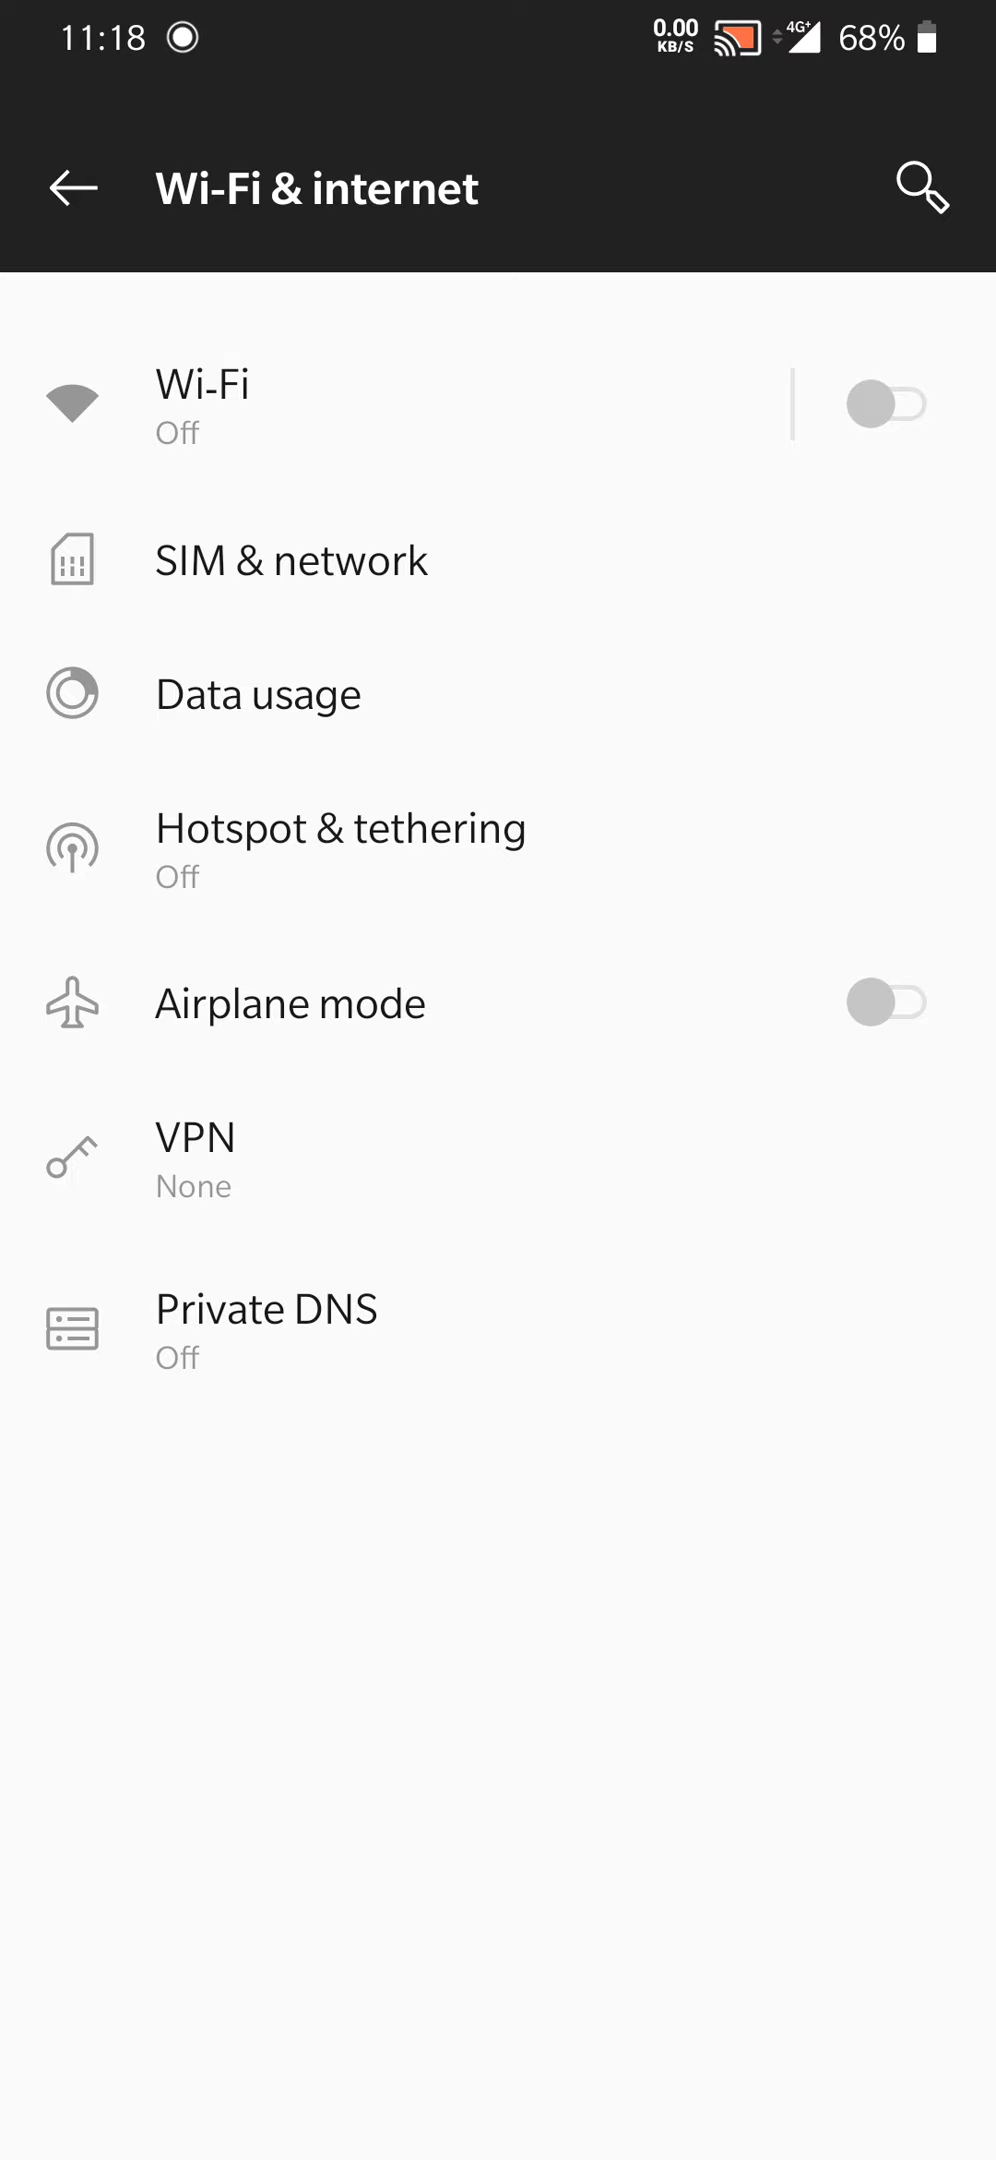 11:18
0.00
KB/S
4G+
68%
Wi-Fi & internet
Wi-Fi
Off
SIM & network
Data usage
Hotspot & tethering
Off
Airplane mode
VPN
None
Private DNS
Off